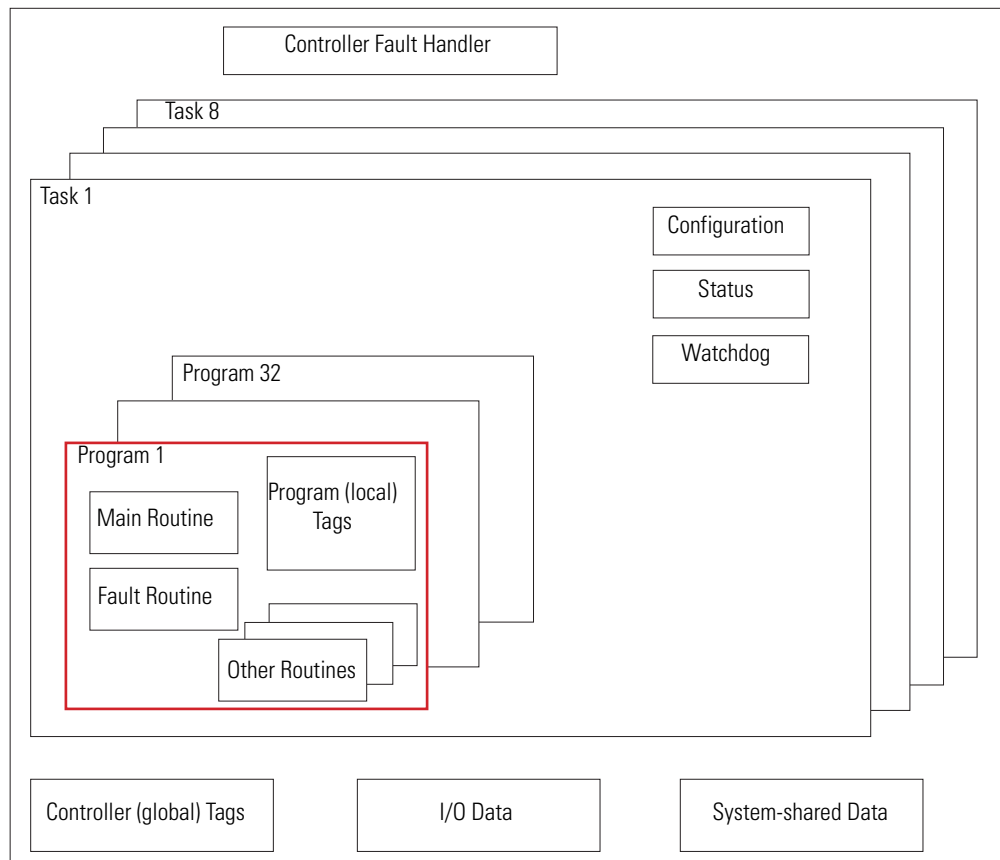 Controller Fault Handler
Task 8
Task 1
Configuration
Status
Watchdog
Program 32
Program 1
Program (local)
Tags
Main Routine
Fault Routine
Other Routines
Controller (global) Tags
I/O Data
System-shared Data